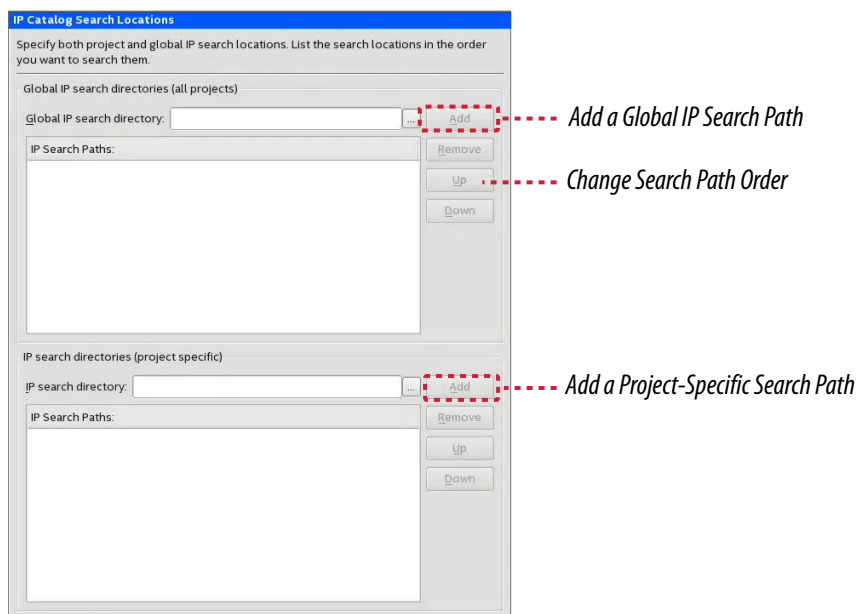 IP Catalog Search Locations
Specify both project and global IP search locations. List the search locations in the order
you want to search them.
Global IP search directories (all projects)
Global IP search directory: ... Add
Add a Global IP Search Path
IP Search Paths:
Remove
Up
Change Search Path Order
Down
IP search directories (project specific)
IP search directory: ... Add
Add a Project-Specific Search Path
IP Search Paths:
Remove
Up
Down